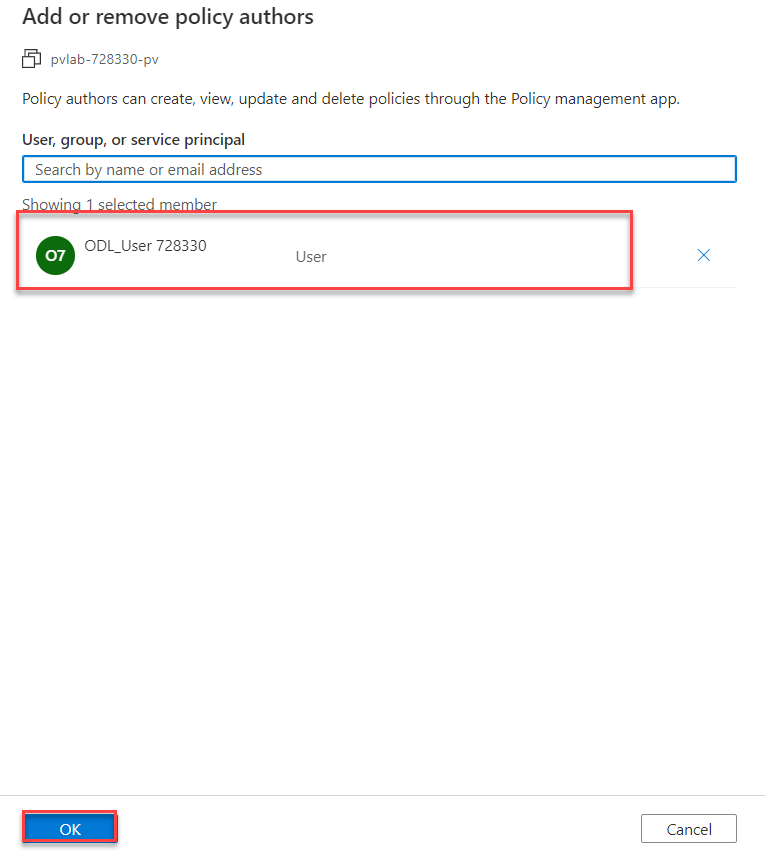 Add or remove policy authors
pvlab-728330-pv
Policy authors can create, view, update and delete policies through the Policy management app.
User, group, or service principal
Search by name or email address
Showing 1 selected member
O7 ODL_User 728330 User
OK Cancel